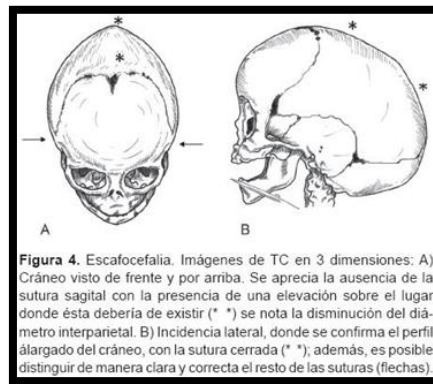 *
*
*
*
A
B
Figura 4. Escafocefalia. Imágenes de TC en 3 dimensiones: A)
Cráneo visto de frente y por arriba. Se aprecia la ausencia de la
sutura sagital con la presencia de una elevación sobre el lugar
donde ésta debería de existir (* *) se nota la disminución del diá-
metro interparietal. B) Incidencia lateral, donde se confirma el perfil
álargado del cráneo, con la sutura cerrada (* *); además, es posible
distinguir de manera clara y correcta el resto de las suturas (flechas).